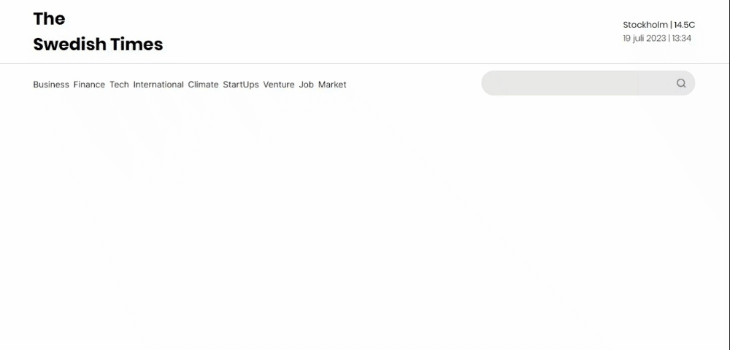 The
Swedish Times
Stockholm | 14.5C
19 juli 2023 | 13:34
Business Finance Tech International Climate StartUps Venture Job Market